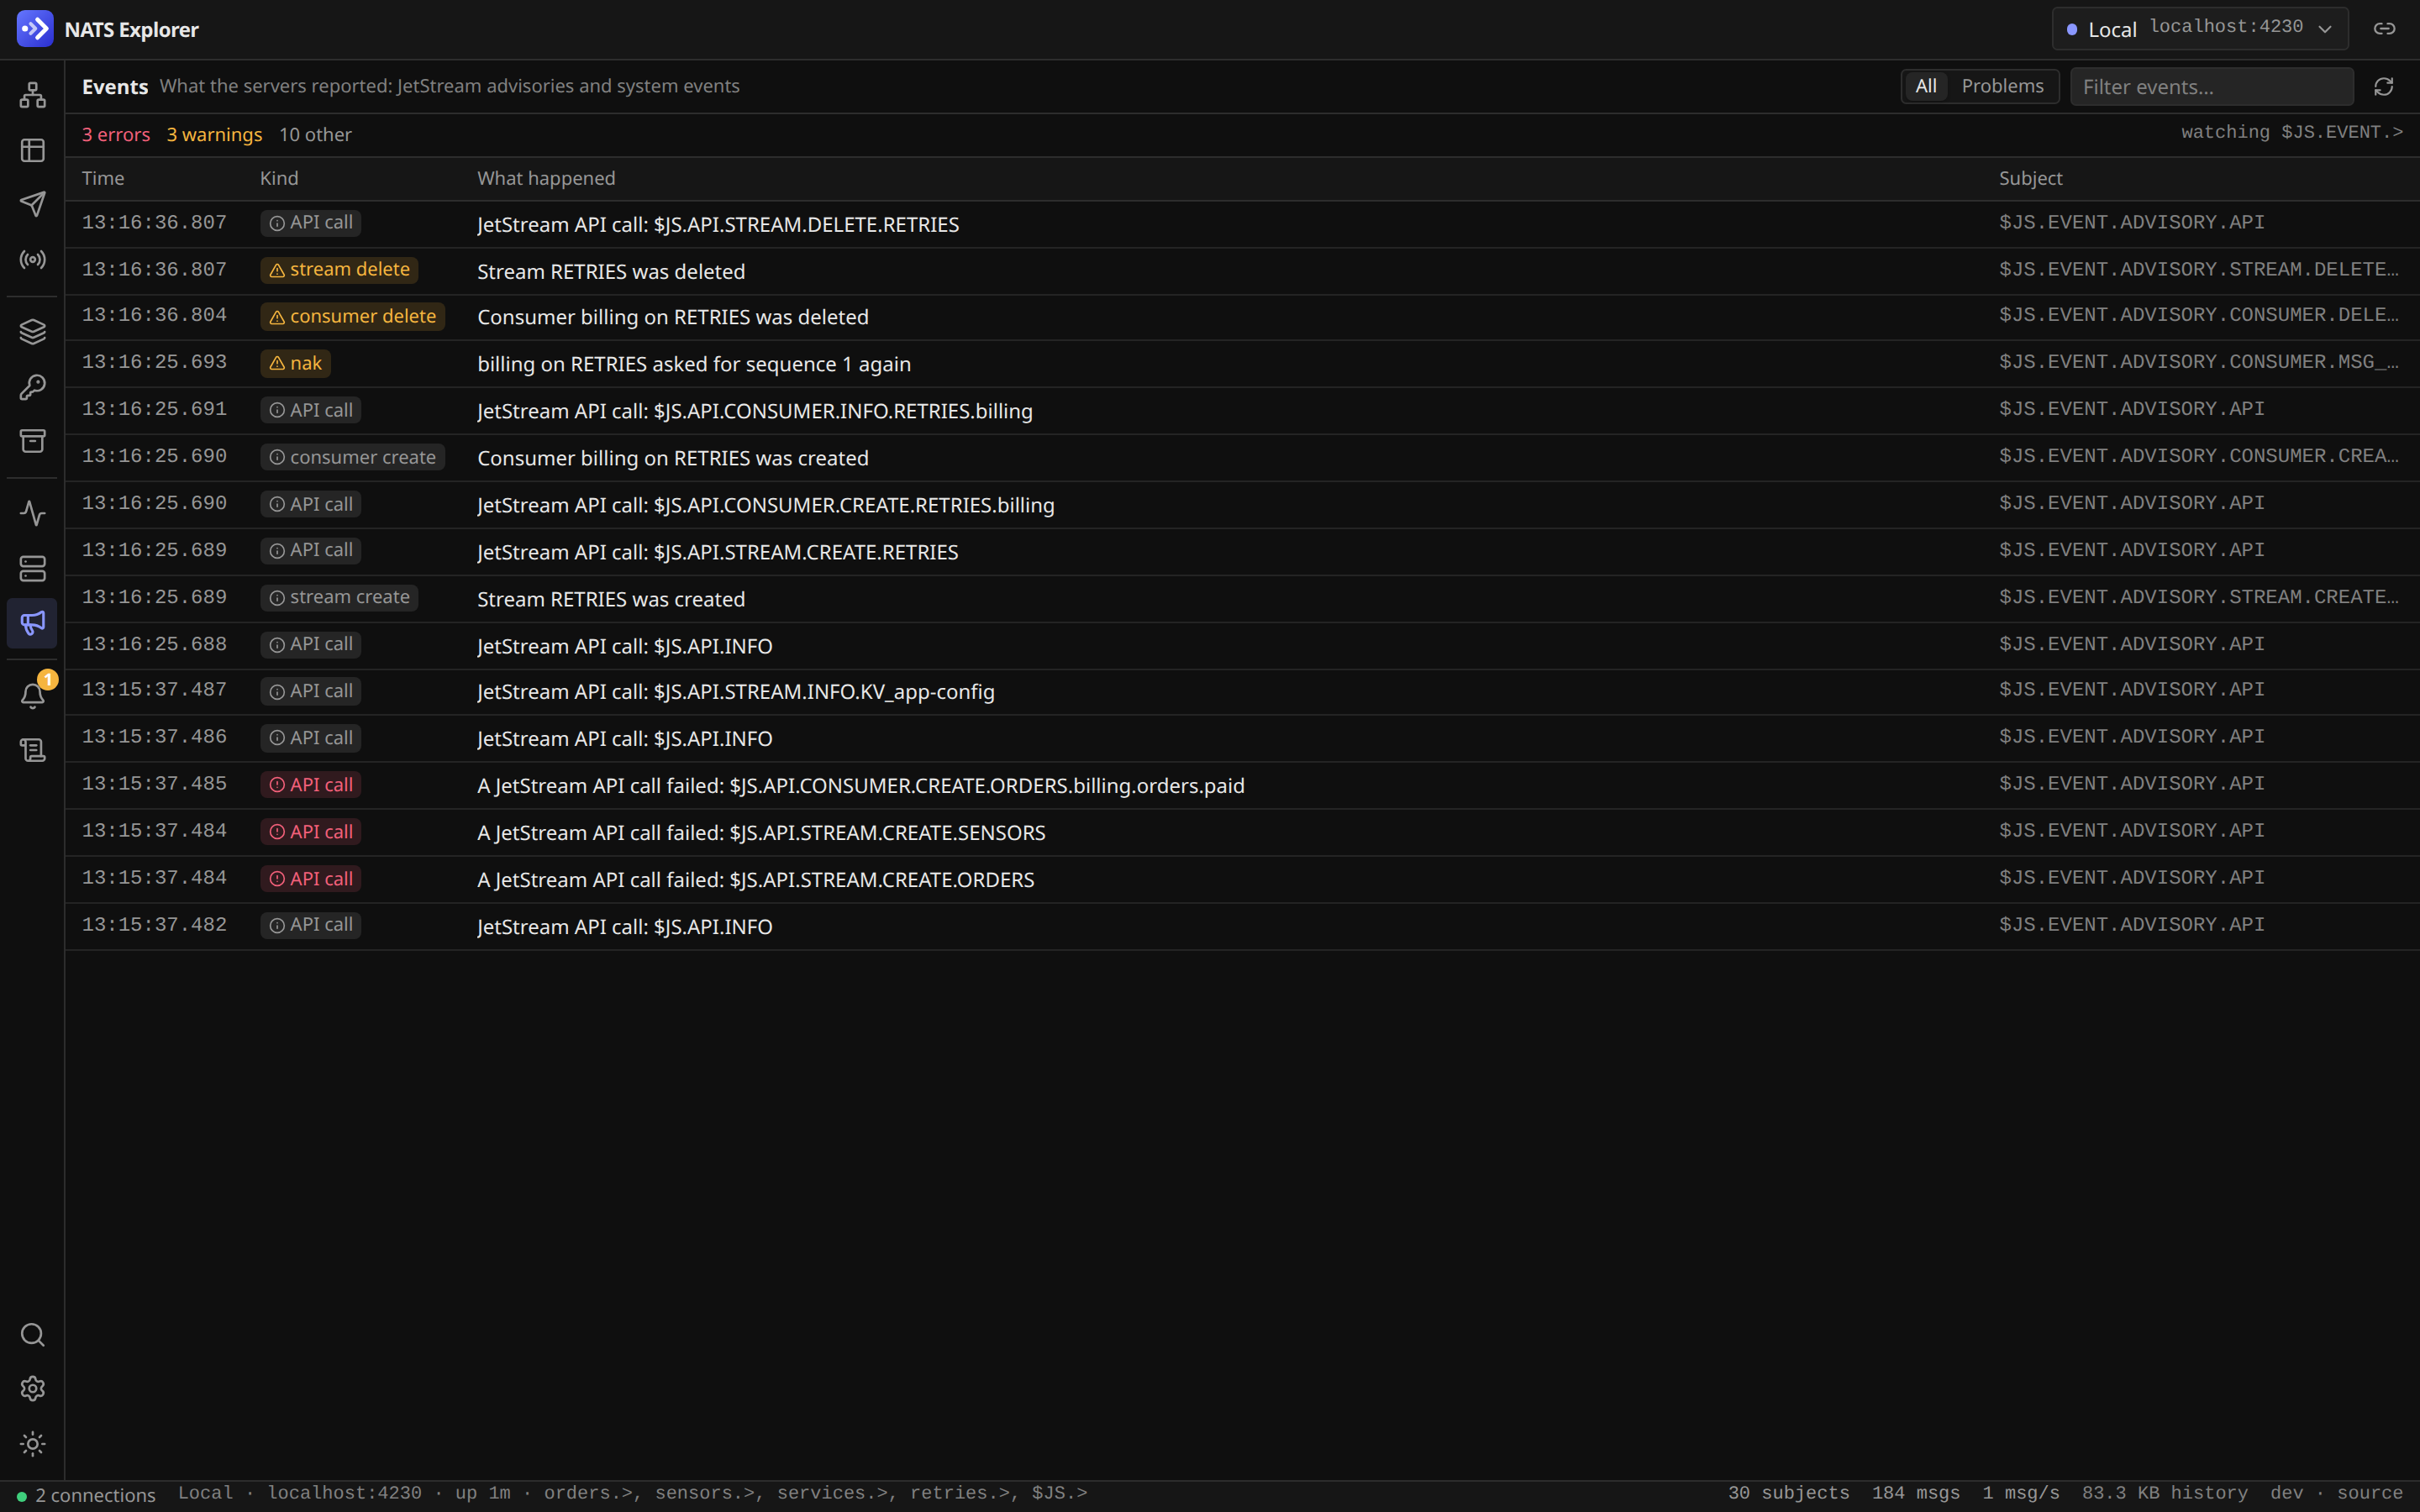 NATS Explorer
Local localhost:4230
Events What the servers reported: JetStream advisories and system events
All Problems Filter events...
3 errors 3 warnings 10 other watching $JS.EVENT.>
Time Kind What happened Subject
13:16:36.807 API call JetStream API call: $JS.API.STREAM.DELETE.RETRIES $JS.EVENT.ADVISORY.API
13:16:36.807 stream delete Stream RETRIES was deleted $JS.EVENT.ADVISORY.STREAM.DELETE…
13:16:36.804 consumer delete Consumer billing on RETRIES was deleted $JS.EVENT.ADVISORY.CONSUMER.DELE…
13:16:25.693 nak billing on RETRIES asked for sequence 1 again $JS.EVENT.ADVISORY.CONSUMER.MSG_…
13:16:25.691 API call JetStream API call: $JS.API.CONSUMER.INFO.RETRIES.billing $JS.EVENT.ADVISORY.API
13:16:25.690 consumer create Consumer billing on RETRIES was created $JS.EVENT.ADVISORY.CONSUMER.CREA…
13:16:25.690 API call JetStream API call: $JS.API.CONSUMER.CREATE.RETRIES.billing $JS.EVENT.ADVISORY.API
13:16:25.689 API call JetStream API call: $JS.API.STREAM.CREATE.RETRIES $JS.EVENT.ADVISORY.API
13:16:25.689 stream create Stream RETRIES was created $JS.EVENT.ADVISORY.STREAM.CREATE…
13:16:25.688 API call JetStream API call: $JS.API.INFO $JS.EVENT.ADVISORY.API
13:15:37.487 API call JetStream API call: $JS.API.STREAM.INFO.KV_app-config $JS.EVENT.ADVISORY.API
13:15:37.486 API call JetStream API call: $JS.API.INFO $JS.EVENT.ADVISORY.API
13:15:37.485 API call A JetStream API call failed: $JS.API.CONSUMER.CREATE.ORDERS.billing.orders.paid $JS.EVENT.ADVISORY.API
13:15:37.484 API call A JetStream API call failed: $JS.API.STREAM.CREATE.SENSORS $JS.EVENT.ADVISORY.API
13:15:37.484 API call A JetStream API call failed: $JS.API.STREAM.CREATE.ORDERS $JS.EVENT.ADVISORY.API
13:15:37.482 API call JetStream API call: $JS.API.INFO $JS.EVENT.ADVISORY.API
1
2 connections Local · localhost:4230 · up 1m · orders.>, sensors.>, services.>, retries.>, $JS.> 30 subjects 184 msgs 1 msg/s 83.3 KB history dev · source